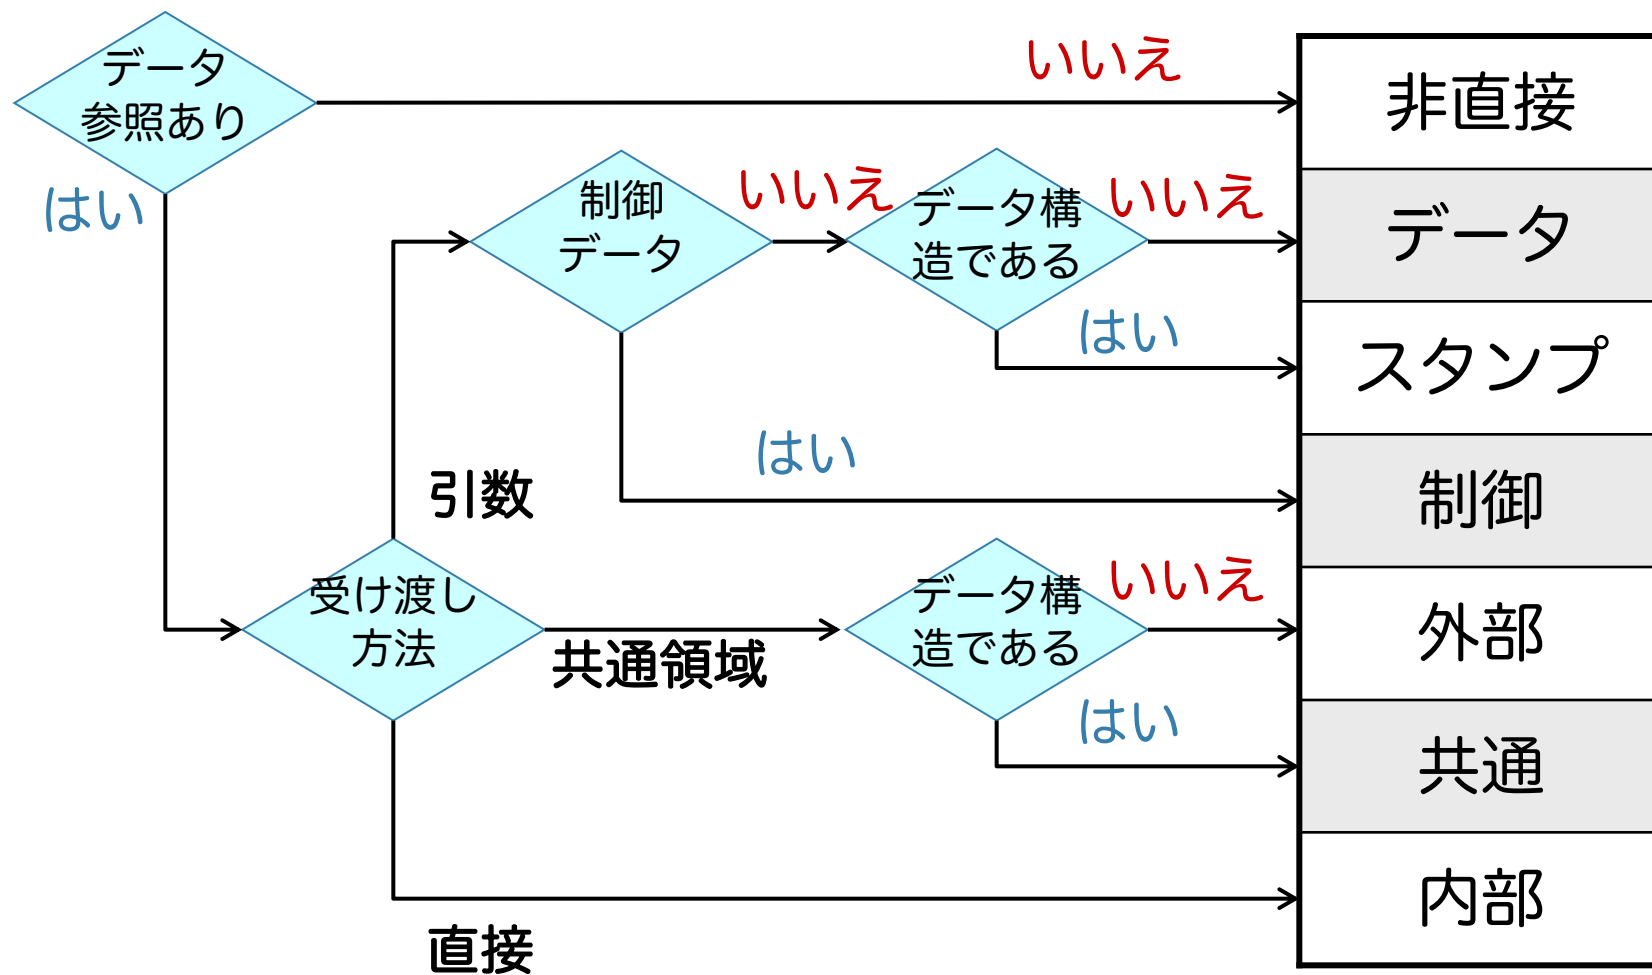 データ
参照あり
いいえ
はい
非直接
制御
データ
いいえ
データ構
造である
いいえ
データ
はい
スタンプ
はい
制御
引数
受け渡し
方法
共通領域
データ構
造である
いいえ
外部
はい
共通
直接
内部